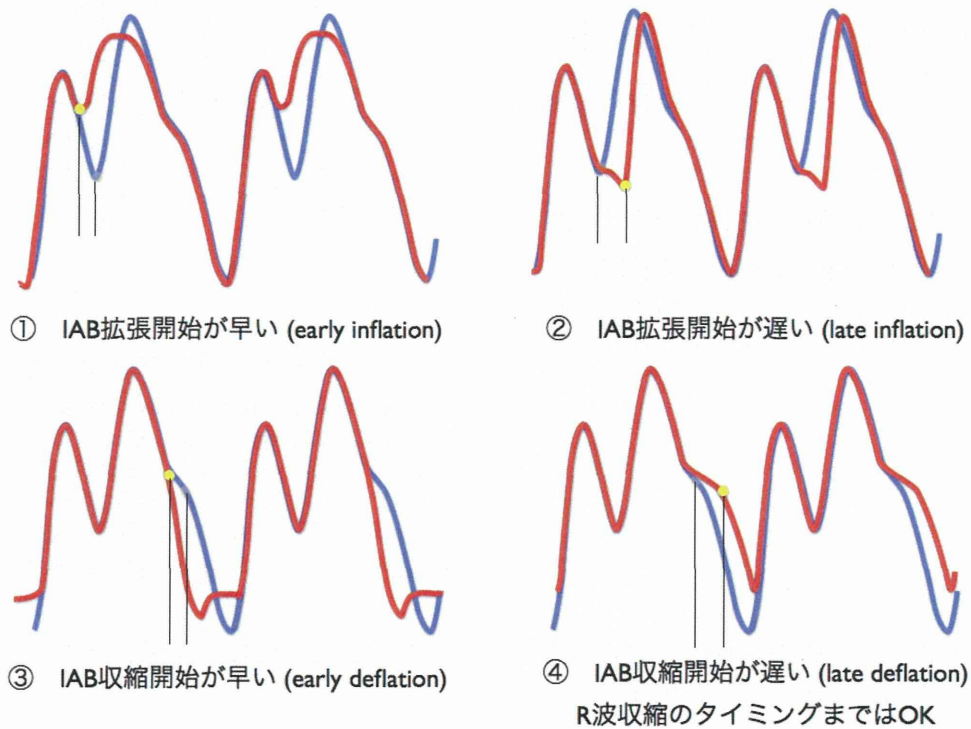 ① IAB拡張開始が早い (early inflation)
② IAB拡張開始が遅い (late inflation)
③ IAB収縮開始が早い (early deflation)
④ IAB収縮開始が遅い (late deflation)
R波収縮のタイミングまではOK